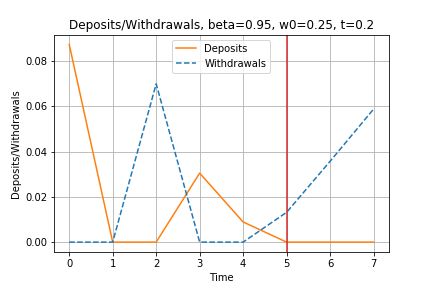 Deposits/Withdrawals, beta=0.95, w0=0.25, t=0.2
Deposits
Withdrawals
Deposits/Withdrawals
0.08
0.06
0.04
0.02
0.00
0 1 2 3 4 5 6 7
Time